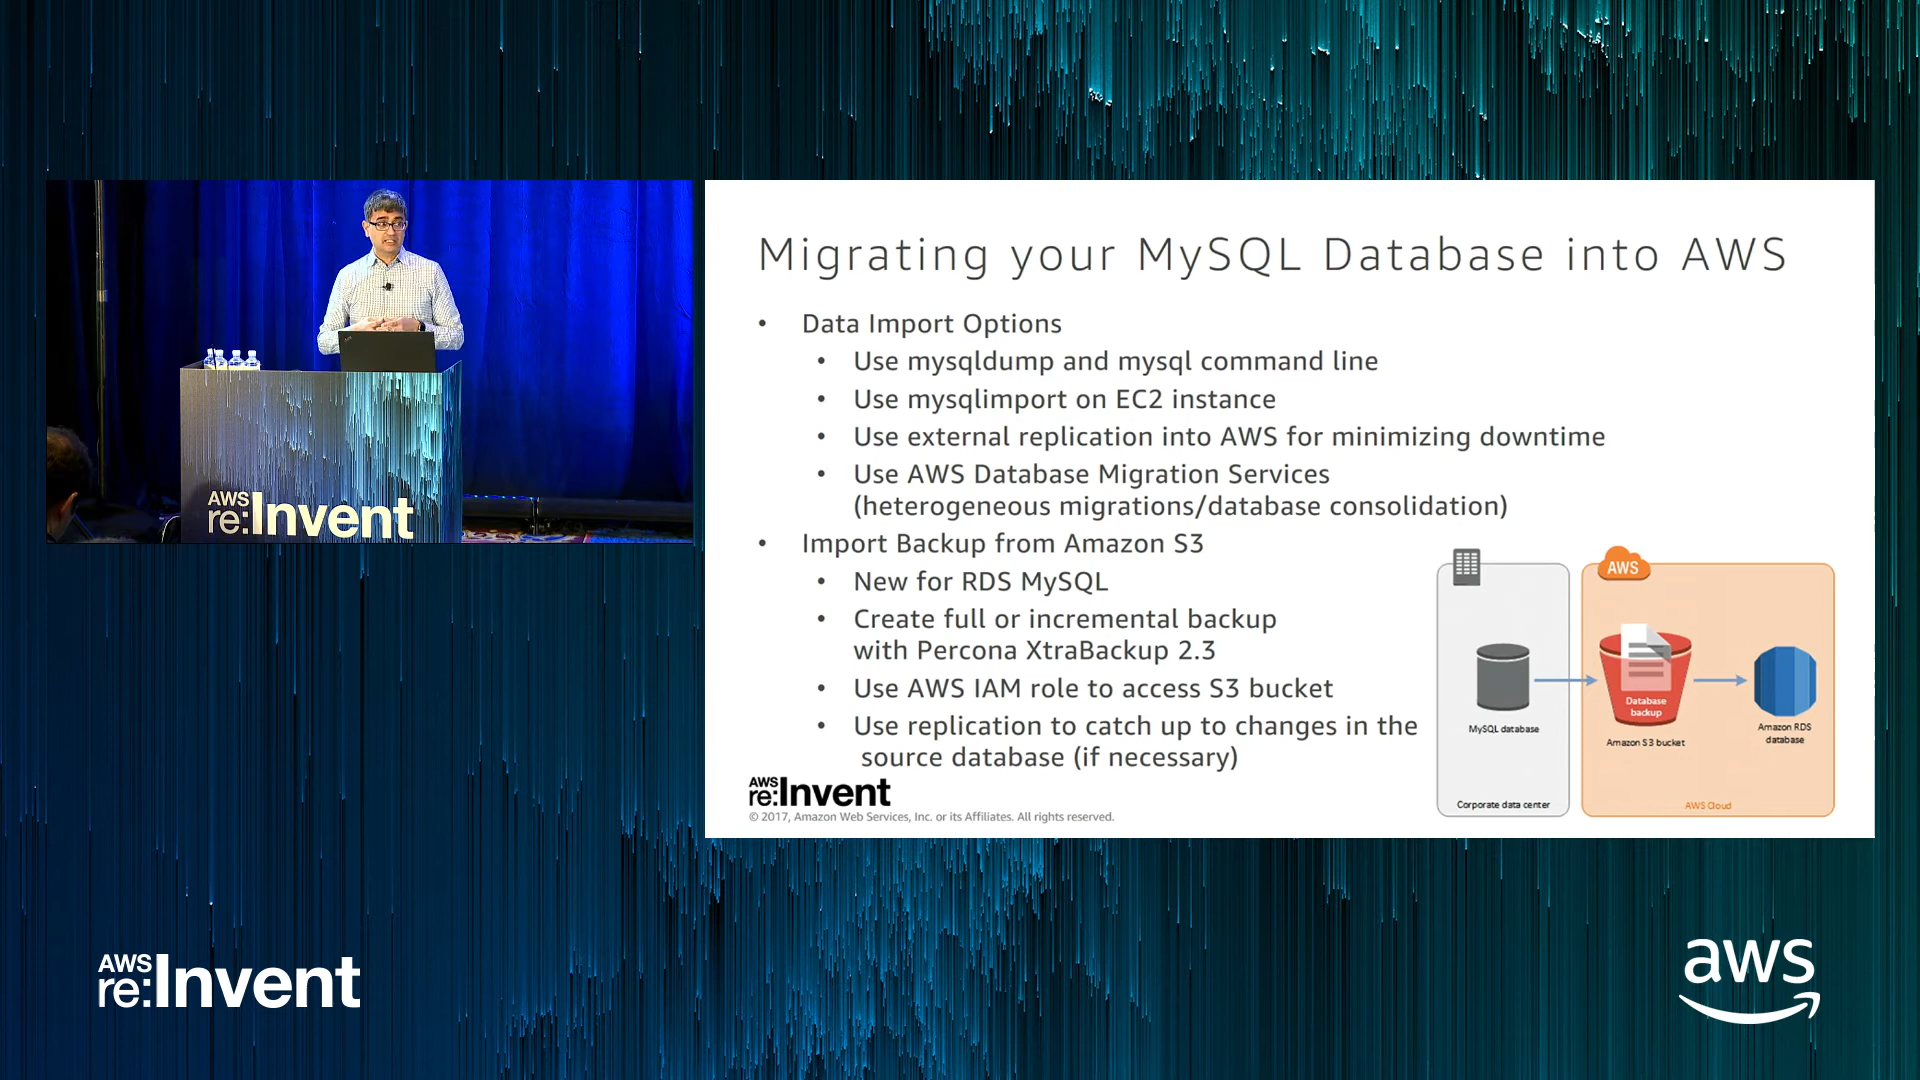 Migrating your MySQL Database into AWS
• Data Import Options
• Use mysqldump and mysql command line
• Use mysqlimport on EC2 instance
• Use external replication into AWS for minimizing downtime
• Use AWS Database Migration Services
(heterogeneous migrations/database consolidation)
• Import Backup from Amazon S3
• New for RDS MySQL
• Create full or incremental backup
with Percona XtraBackup 2.3
• Use AWS IAM role to access S3 bucket
• Use replication to catch up to changes in the
source database (if necessary)
AWS
Database
backup
MySQL database
Amazon S3 bucket
Amazon RDS
database
Corporate data center
AWS Cloud
AWS
re:Invent
© 2017, Amazon Web Services, Inc. or its Affiliates. All rights reserved.
AWS
re:Invent
AWS
re:Invent
aws